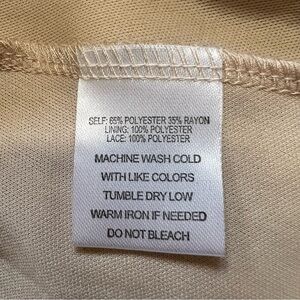 SELF: 65% POLYESTER 35% RAYON
LINING: 100% POLYESTER
LACE: 100% POLYESTER
MACHINE WASH COLD
WITH LIKE COLORS
TUMBLE DRY LOW
WARM IRON IF NEEDED
DO NOT BLEACH